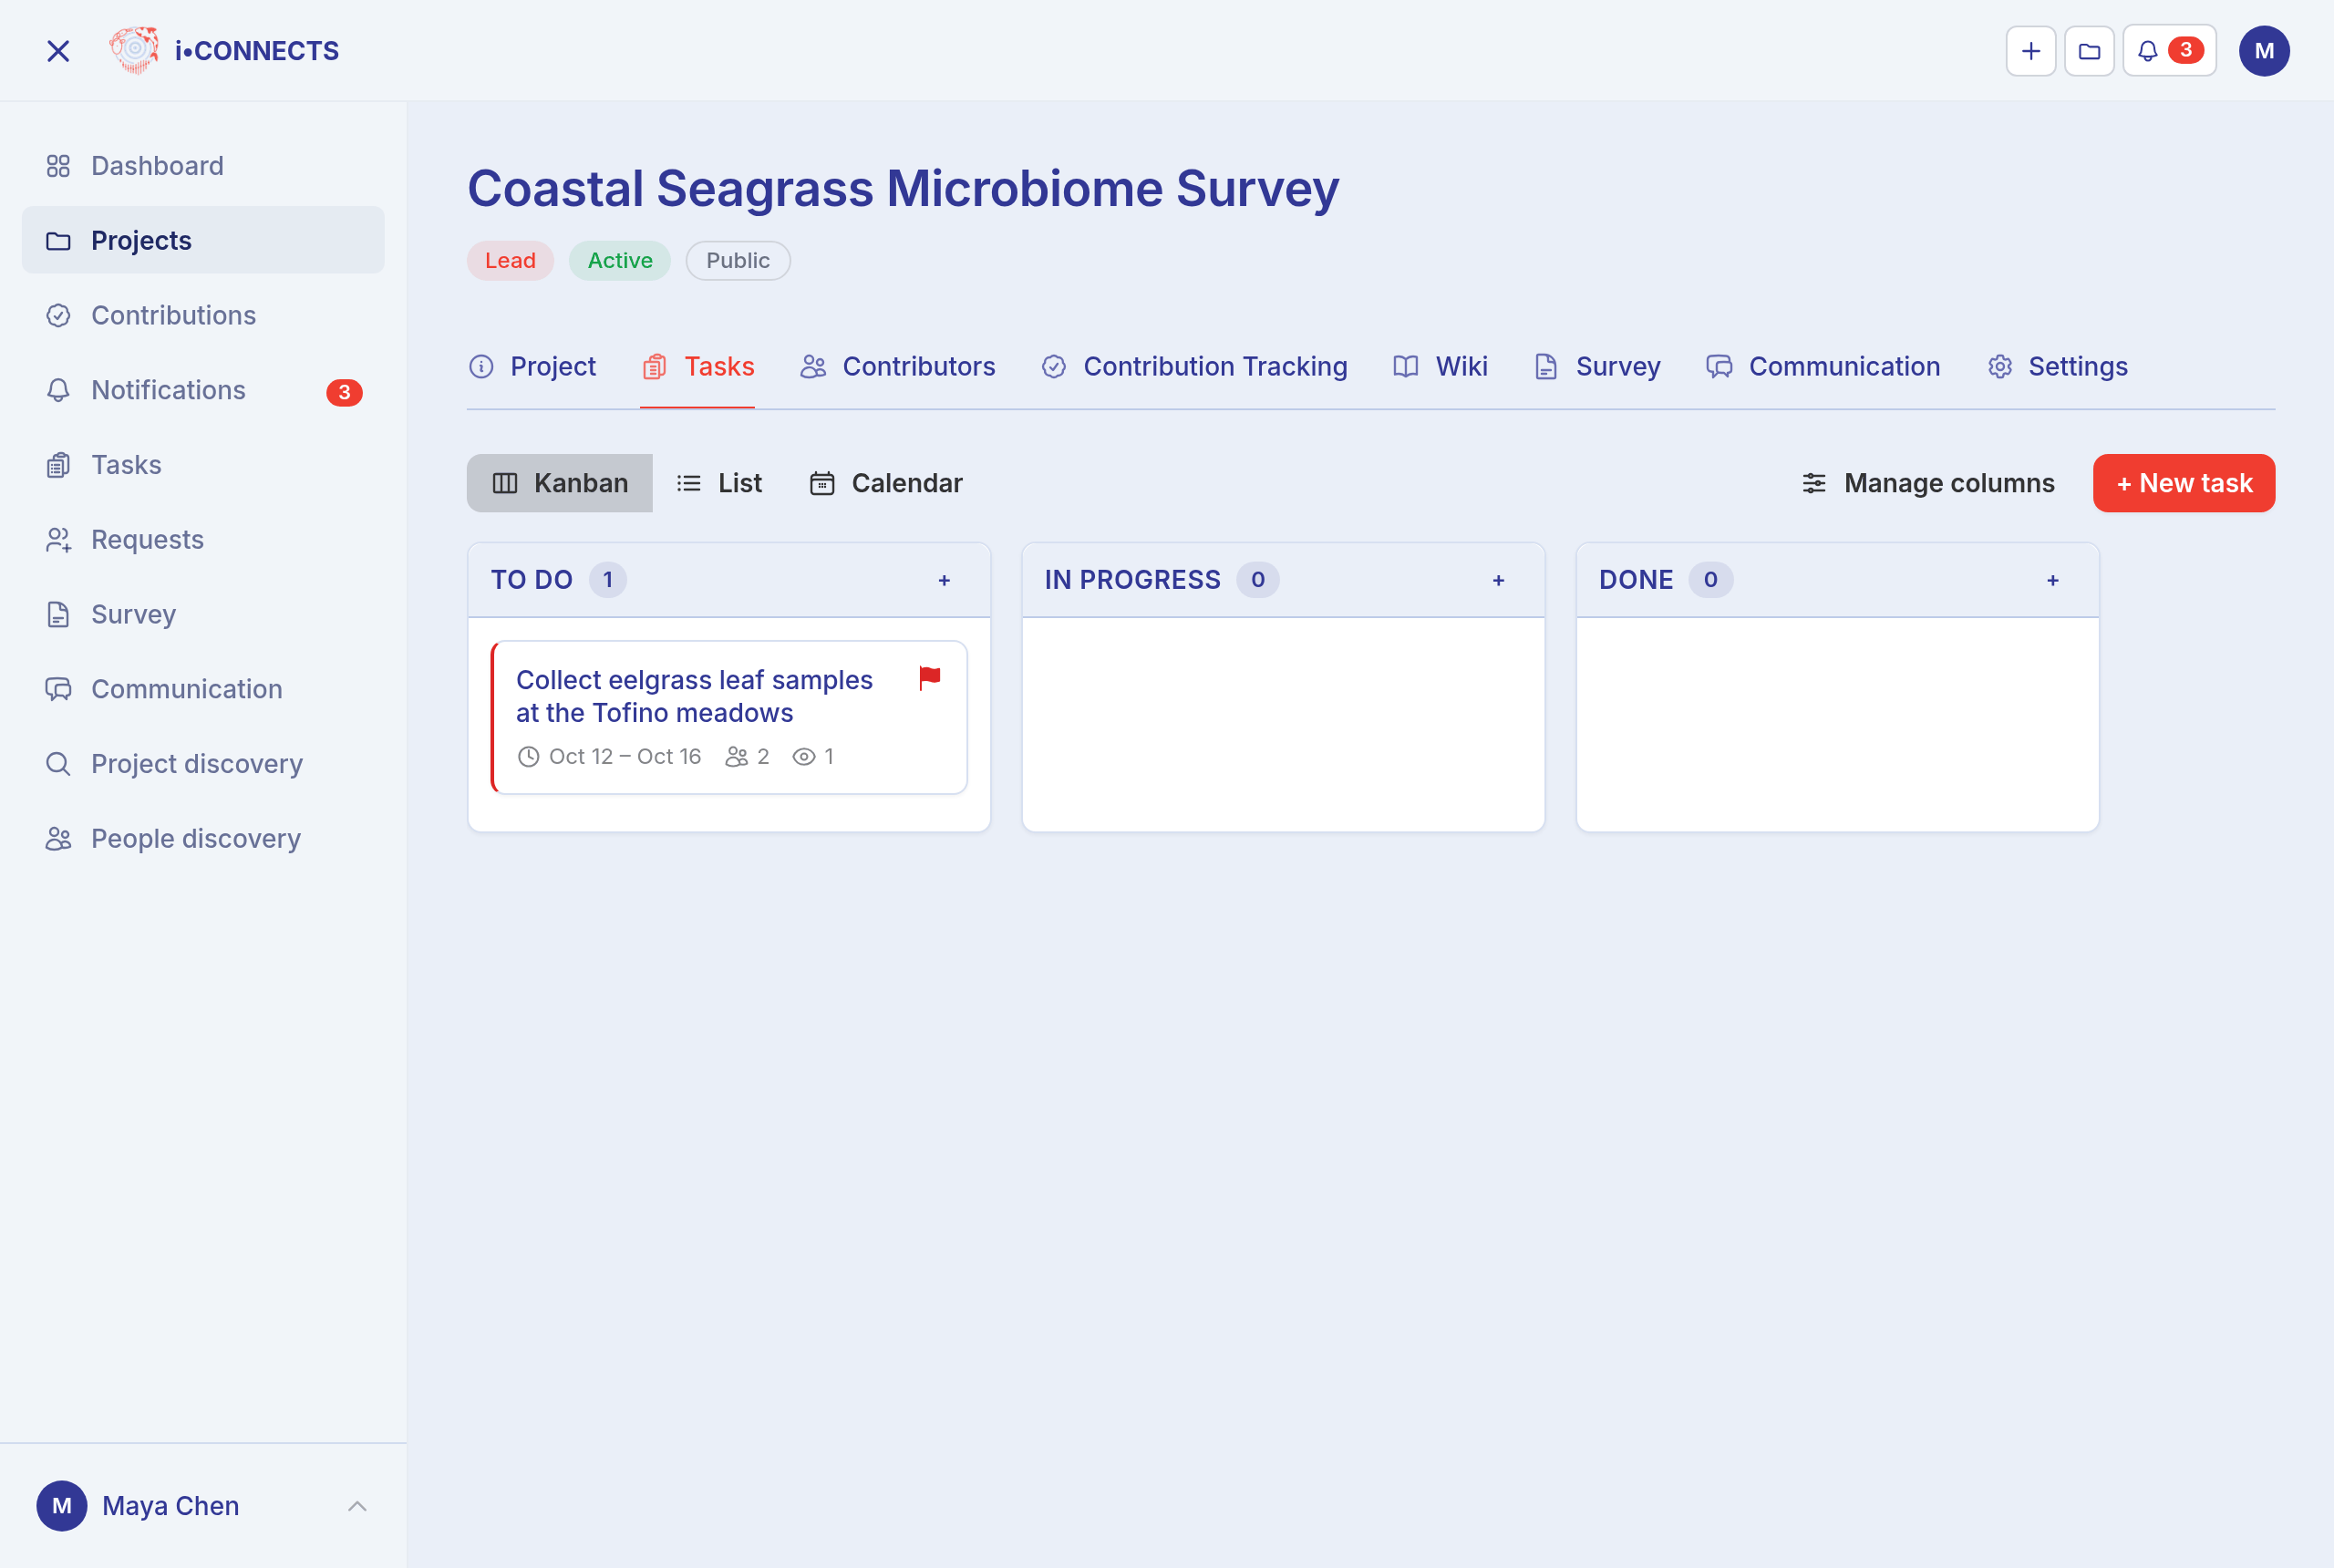 i•CONNECTS
3
M
Dashboard
Projects
Contributions
Notifications
3
Tasks
Requests
Survey
Communication
Project discovery
People discovery
M
Maya Chen
Coastal Seagrass Microbiome Survey
Lead
Active
Public
Project
Tasks
Contributors
Contribution Tracking
Wiki
Survey
Communication
Settings
Kanban
List
Calendar
Manage columns
+ New task
TO DO 1 +
Collect eelgrass leaf samples
at the Tofino meadows
Oct 12 – Oct 16 2 1
IN PROGRESS 0 +
DONE 0 +